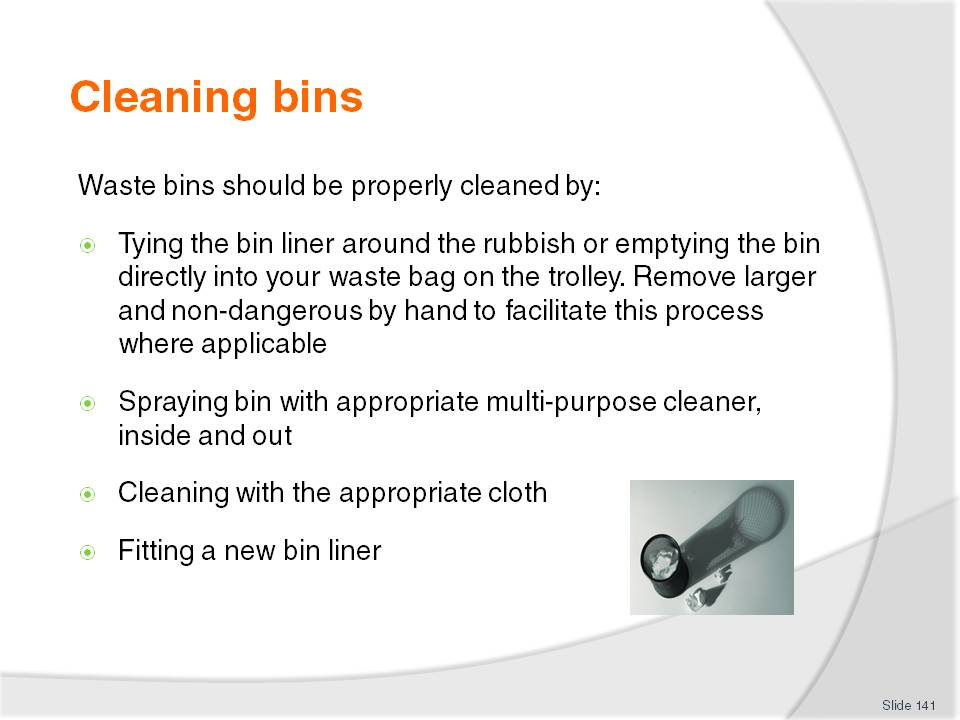 Cleaning bins
Waste bins should be properly cleaned by:
Tying the bin liner around the rubbish or emptying the bin
directly into your waste bag on the trolley. Remove larger
and non-dangerous by hand to facilitate this process
where applicable
Spraying bin with appropriate multi-purpose cleaner,
inside and out
Cleaning with the appropriate cloth
Fitting a new bin liner
Slide 141